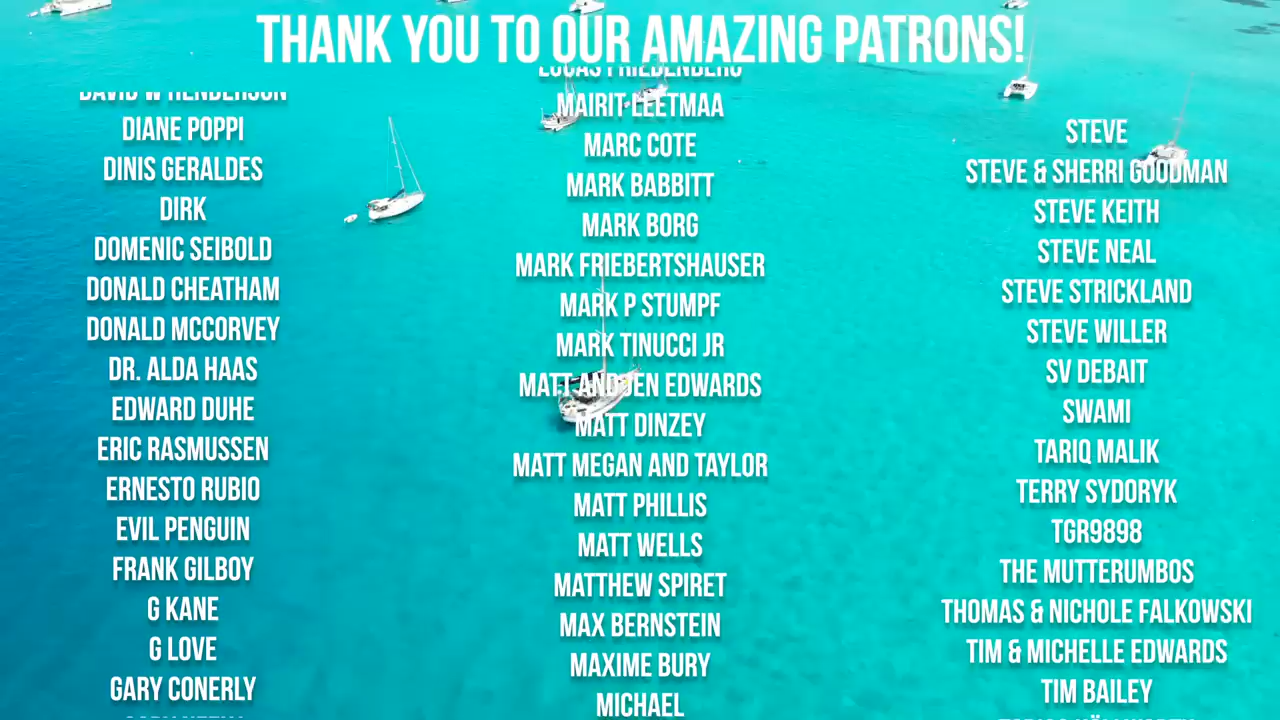 THANK YOU TO OUR AMAZING PATRONS!
DAVID W HENDERSON
DIANE POPPI
DINIS GERALDES
DIRK
DOMENIC SEIBOLD
DONALD CHEATHAM
DONALD MCCORVEY
DR. ALDA HAAS
EDWARD DUHE
ERIC RASMUSSEN
ERNESTO RUBIO
EVIL PENGUIN
FRANK GILBOY
G KANE
G LOVE
GARY CONERLY
LUCAS FRIEDENBERG
MAIRIT LEETMAA
MARC COTE
MARK BABBITT
MARK BORG
MARK FRIEBERTSHAUSER
MARK P STUMPF
MARK TINUCCI JR
MATT AND JEN EDWARDS
MATT DINZEY
MATT MEGAN AND TAYLOR
MATT PHILLIS
MATT WELLS
MATTHEW SPIRET
MAX BERNSTEIN
MAXIME BURY
MICHAEL
STEVE
STEVE & SHERRI GOODMAN
STEVE KEITH
STEVE NEAL
STEVE STRICKLAND
STEVE WILLER
SV DEBAIT
SWAMI
TARIQ MALIK
TERRY SYDORYK
TGR9898
THE MUTTERUMBOS
THOMAS & NICHOLE FALKOWSKI
TIM & MICHELLE EDWARDS
TIM BAILEY